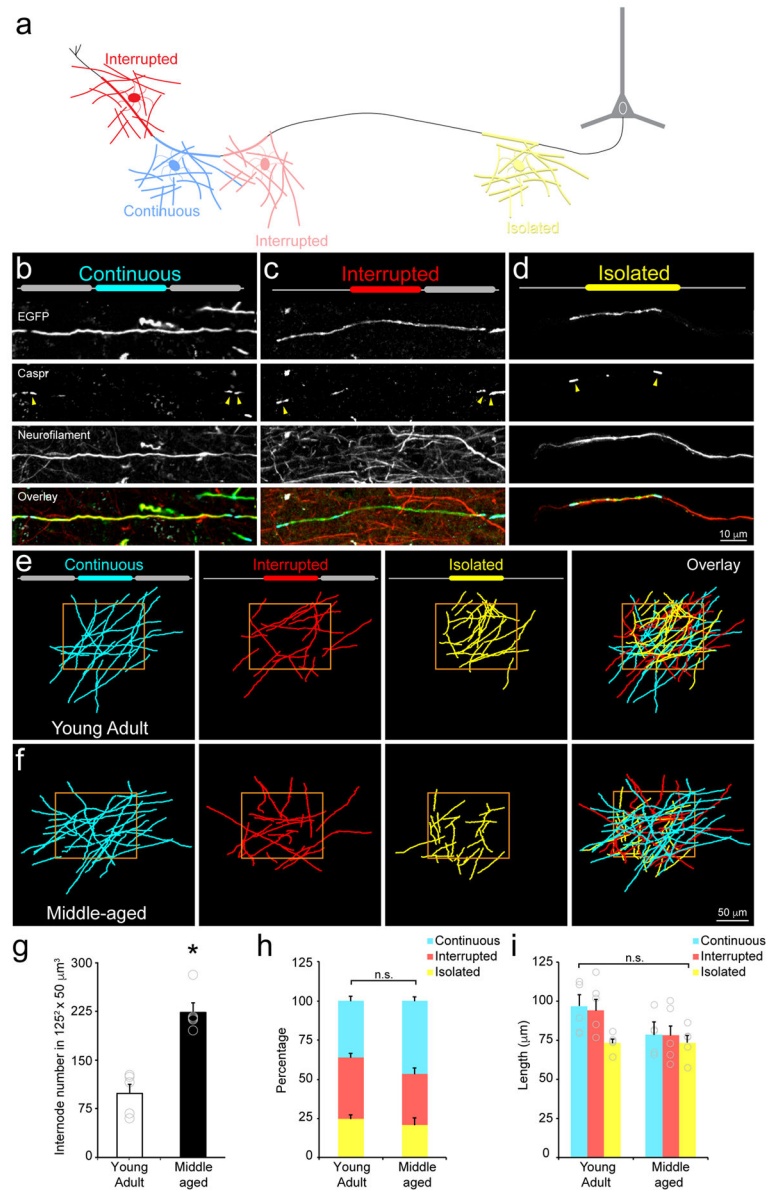 a
Interrupted
Continuous
Interrupted
Isolated
b
Continuous
c
Interrupted
d
Isolated
EGFP
Caspr
Neurofilament
Overlay
10 µm
e
Continuous
Interrupted
Isolated
Overlay
Young Adult
f
Middle-aged
50 µm
g
Internode number in 125² x 50 µm³
300
225
150
75
*
Young Adult
Middle aged
h
Continuous
Interrupted
Isolated
n.s.
Percentage
125
100
75
50
25
0
Young Adult
Middle aged
i
Continuous
Interrupted
Isolated
n.s.
Length (µm)
125
100
75
50
25
0
Young Adult
Middle aged